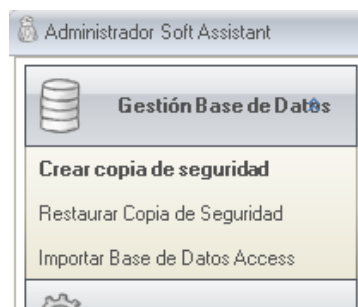 Administrador Soft Assistant
Gestión Base de Datos
Crear copia de seguridad
Restaurar Copia de Seguridad
Importar Base de Datos Access